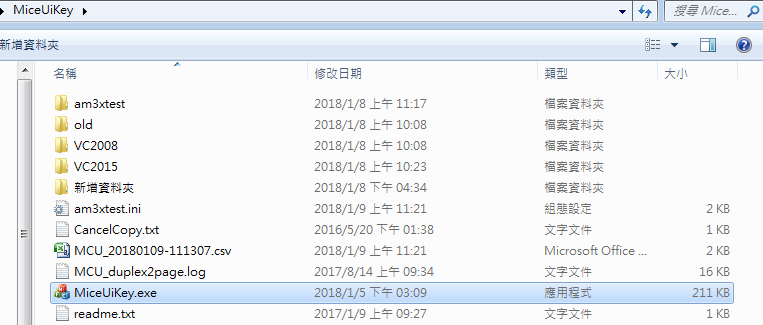 MiceUiKey
搜尋 Mice...
新增資料夾
名稱 修改日期 類型 大小
am3xtest 2018/1/8 上午 11:17 檔案資料夾
old 2018/1/8 上午 10:08 檔案資料夾
VC2008 2018/1/8 上午 10:08 檔案資料夾
VC2015 2018/1/8 上午 10:23 檔案資料夾
新增資料夾 2018/1/8 下午 04:34 檔案資料夾
am3xtest.ini 2018/1/9 上午 11:21 組態設定 2 KB
CancelCopy.txt 2016/5/20 下午 01:38 文字文件 1 KB
MCU_20180109-111307.csv 2018/1/9 上午 11:21 Microsoft Office ... 2 KB
MCU_duplex2page.log 2017/8/14 上午 09:34 文字文件 16 KB
MiceUiKey.exe 2018/1/5 下午 03:09 應用程式 211 KB
readme.txt 2017/1/9 上午 09:27 文字文件 1 KB